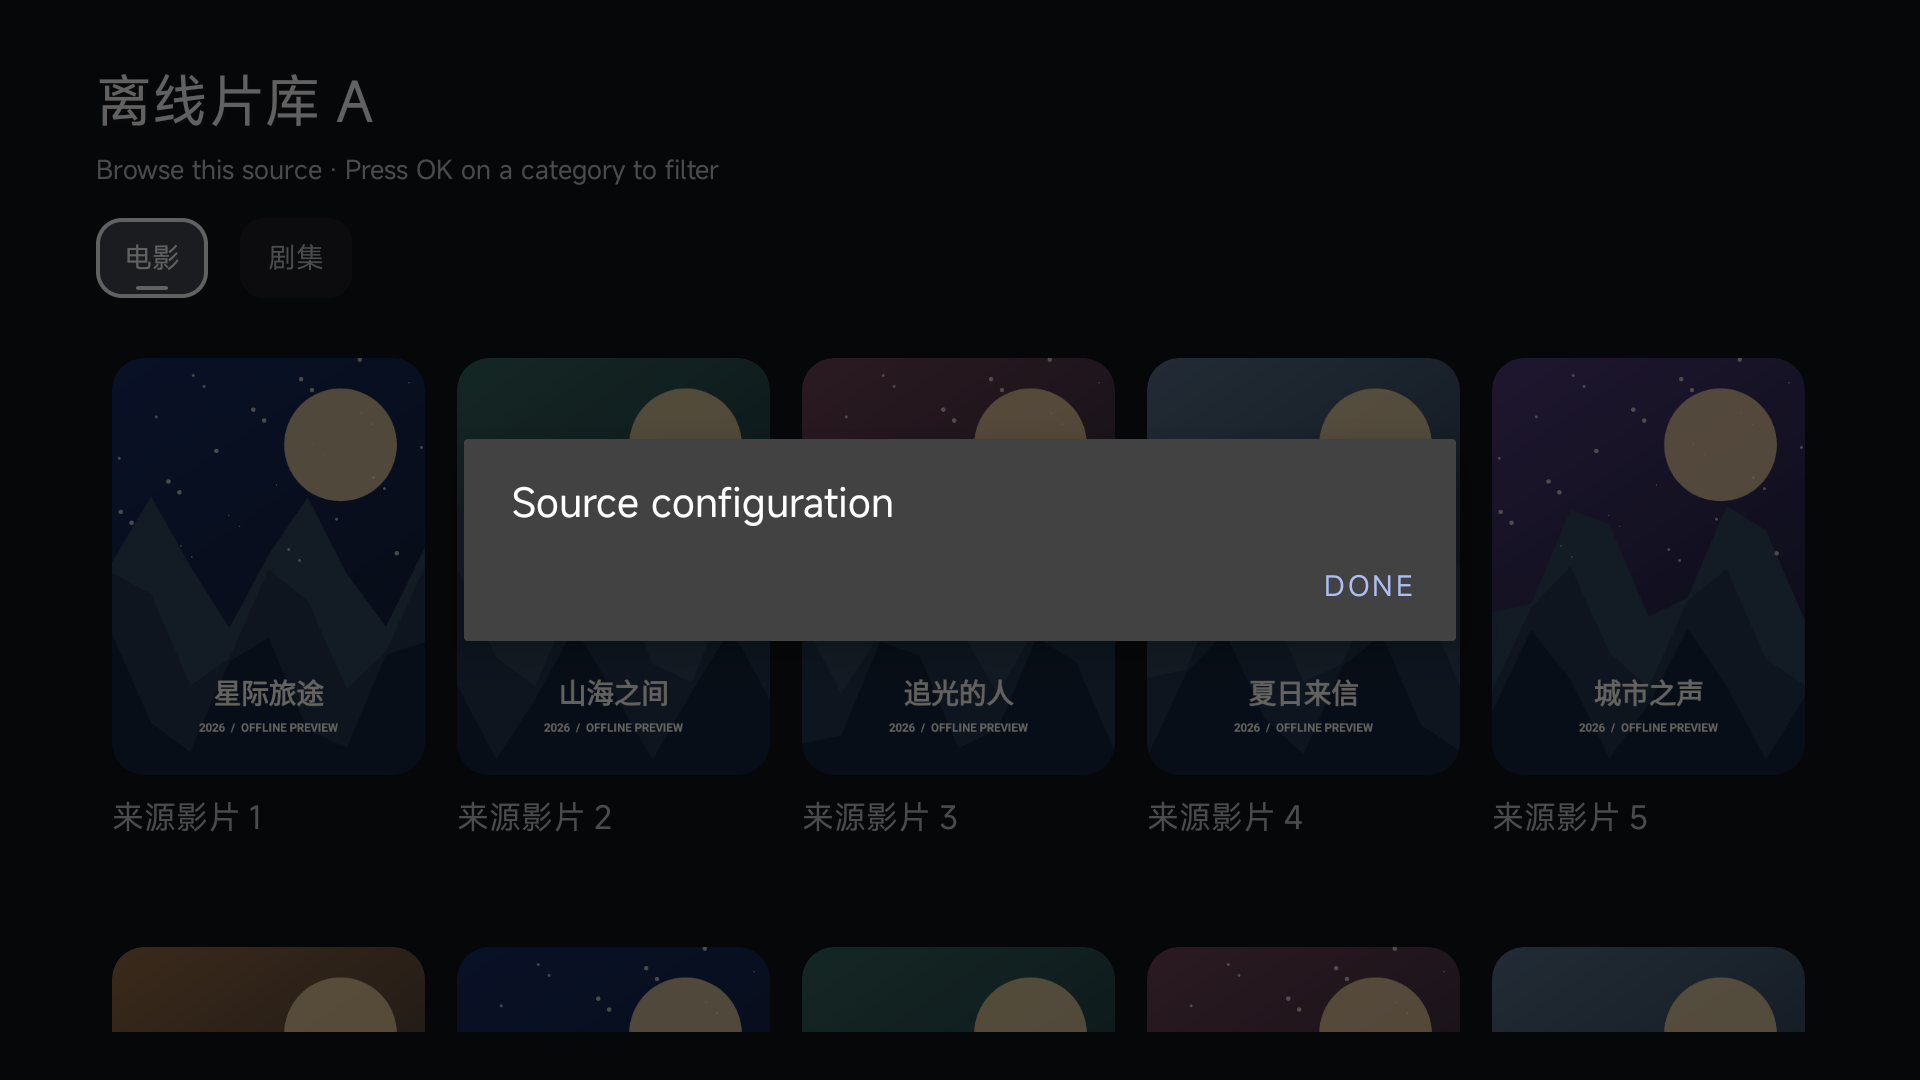 离线片库 A
Browse this source · Press OK on a category to filter
电影
剧集
Source configuration
DONE
星际旅途
2026 / OFFLINE PREVIEW
山海之间
2026 / OFFLINE PREVIEW
追光的人
2026 / OFFLINE PREVIEW
夏日来信
2026 / OFFLINE PREVIEW
城市之声
2026 / OFFLINE PREVIEW
来源影片 1
来源影片 2
来源影片 3
来源影片 4
来源影片 5